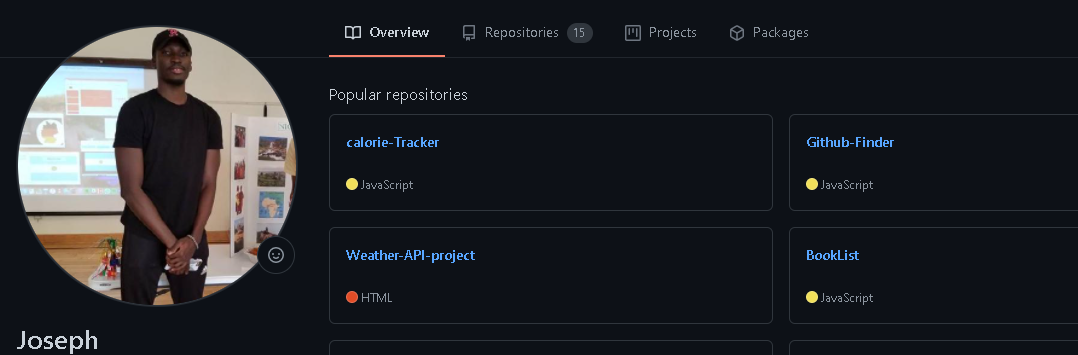 Overview Repositories 15 Projects Packages
Popular repositories
calorie-Tracker
JavaScript
Github-Finder
JavaScript
Weather-API-project
HTML
BookList
JavaScript
Joseph